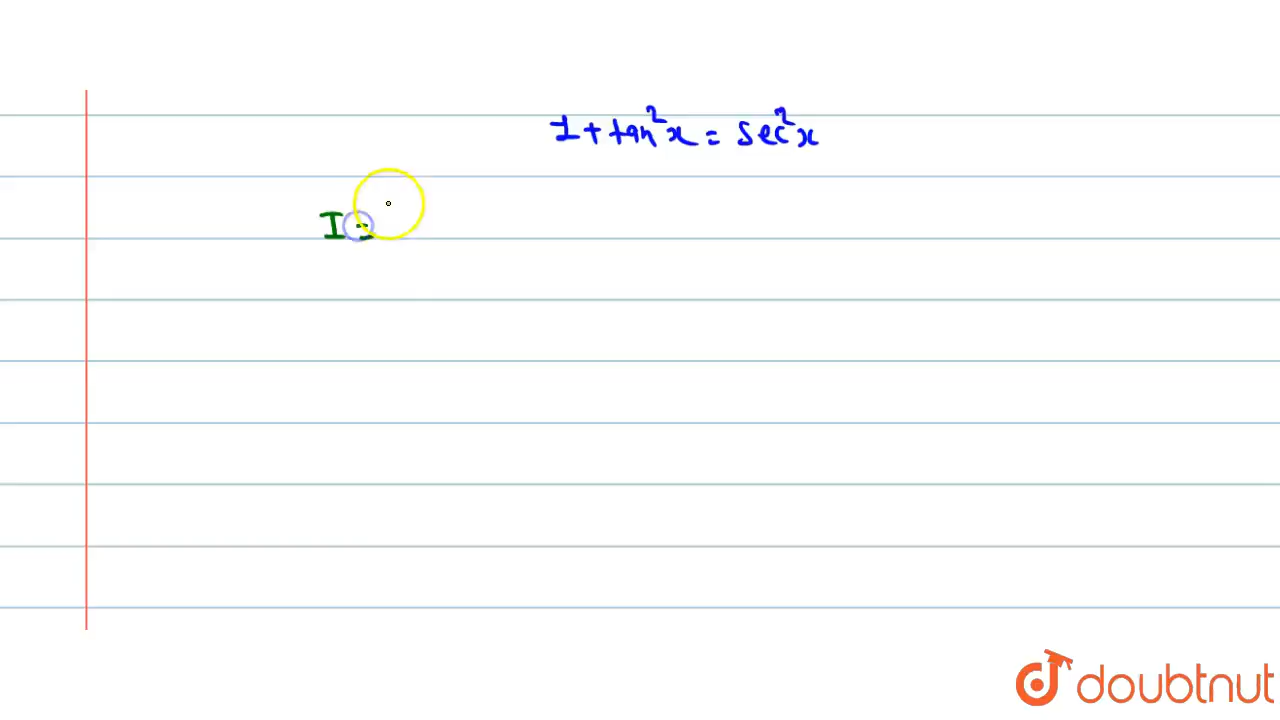 1 + tan²x = sec²x
I =
doubtnut